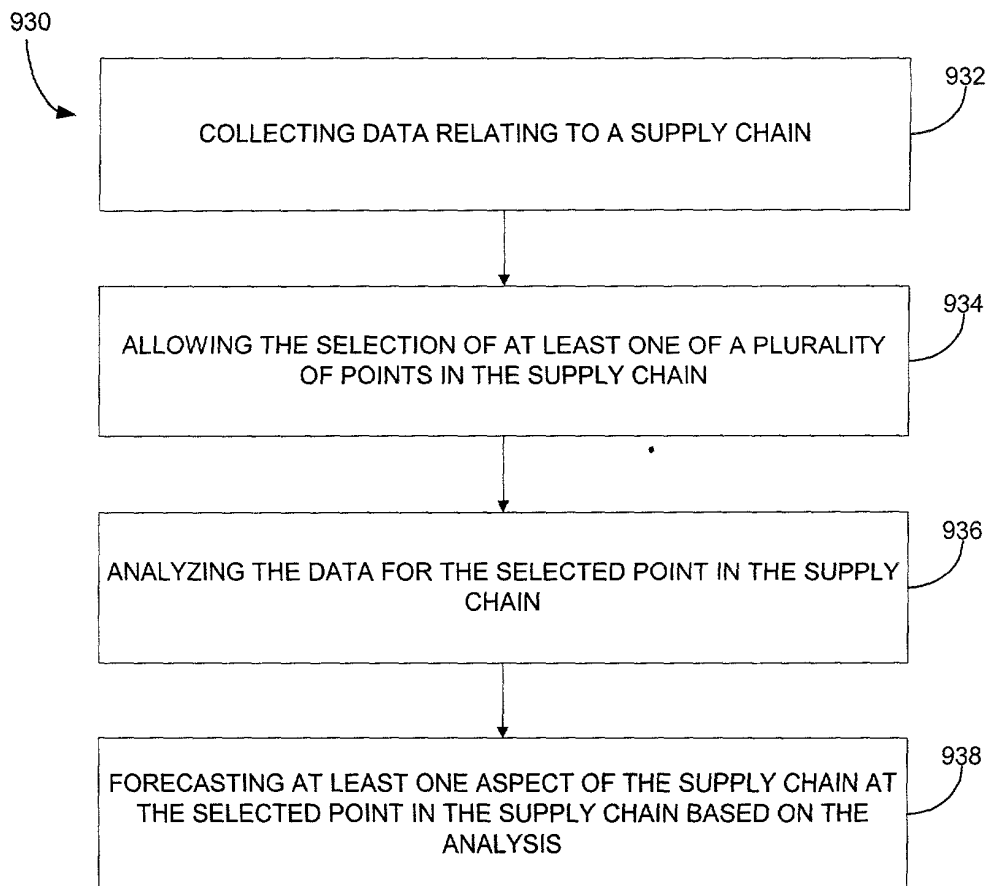 930
932
COLLECTING DATA RELATING TO A SUPPLY CHAIN
934
ALLOWING THE SELECTION OF AT LEAST ONE OF A PLURALITY
OF POINTS IN THE SUPPLY CHAIN
936
ANALYZING THE DATA FOR THE SELECTED POINT IN THE SUPPLY
CHAIN
938
FORECASTING AT LEAST ONE ASPECT OF THE SUPPLY CHAIN AT
THE SELECTED POINT IN THE SUPPLY CHAIN BASED ON THE
ANALYSIS